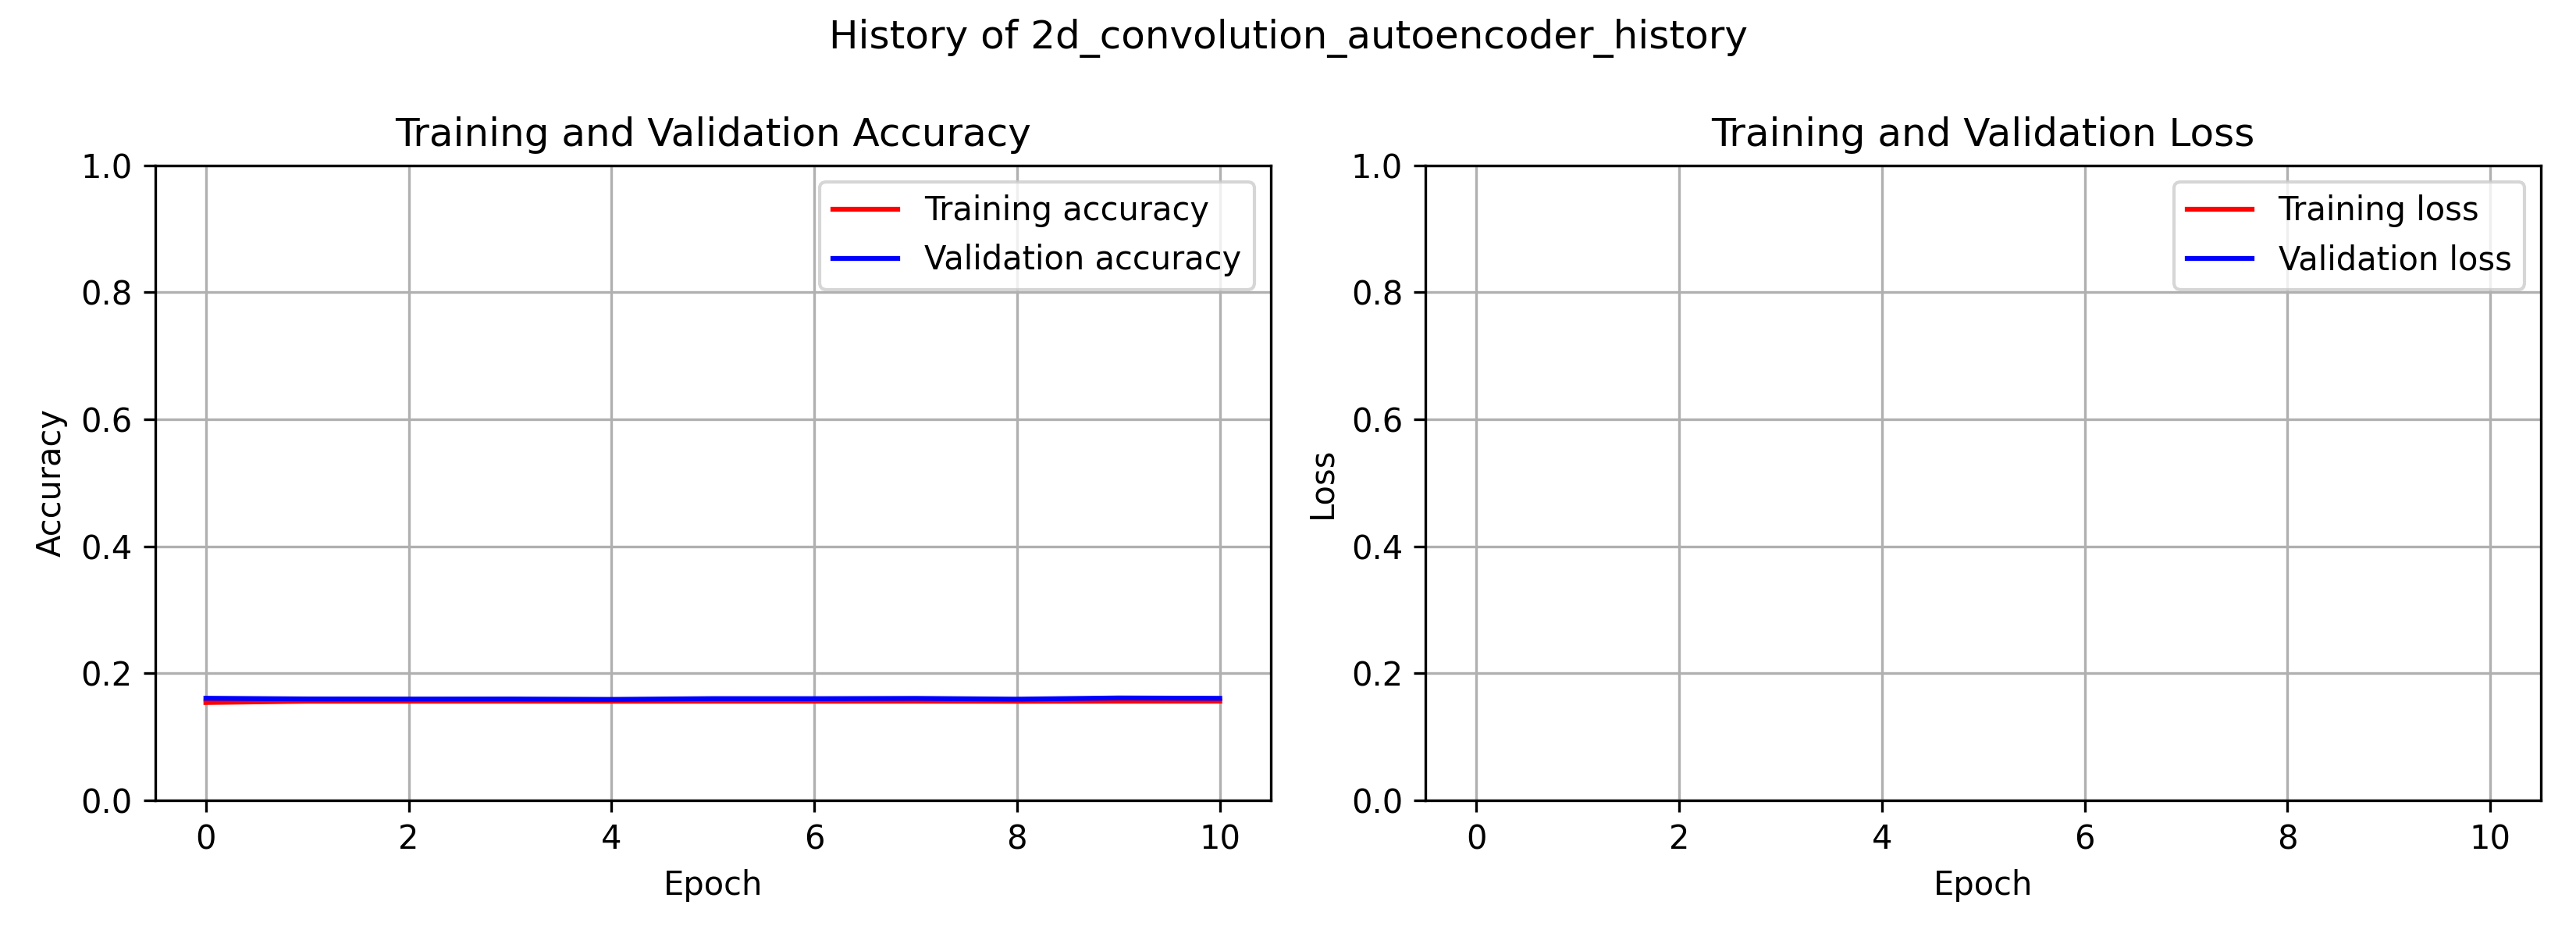 History of 2d_convolution_autoencoder_history
Training and Validation Accuracy
1.0
0.8
0.6
0.4
0.2
0.0
Accuracy
Training accuracy
Validation accuracy
0 2 4 6 8 10
Epoch
Training and Validation Loss
1.0
0.8
0.6
0.4
0.2
0.0
Loss
Training loss
Validation loss
0 2 4 6 8 10
Epoch